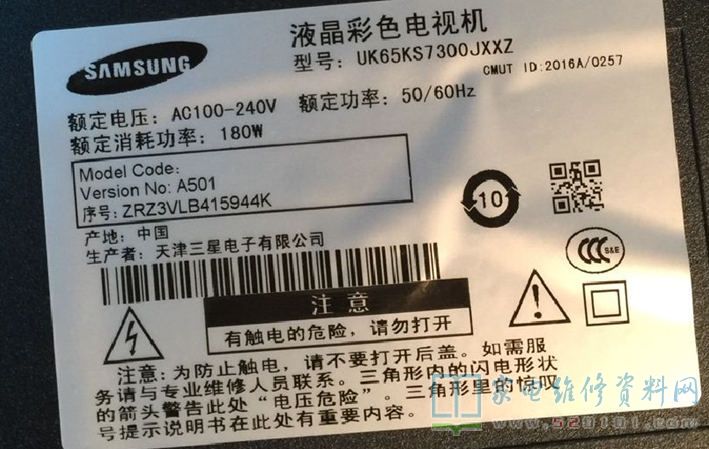 液晶彩色电视机
SAMSUNG
型号: UK65KS7300JXXZ
CMUT ID:2016A/0257
额定电压: AC100-240V 额定功率: 50/60Hz
额定消耗功率: 180W
Model Code:
Version No: A501
序号: ZRZ3VLB415944K
10
产地: 中国
生产者: 天津三星电子有限公司
CCC S&E
注意
有触电的危险，请勿打开
注意: 为防止触电，请不要打开后盖。如需服
务请与专业维修人员联系。三角形内的闪电形状
的箭头警告此处“电压危险”。三角形里的惊叹
号提示说明书在此处有重要内容。
家电维修资料网
www.520101.com